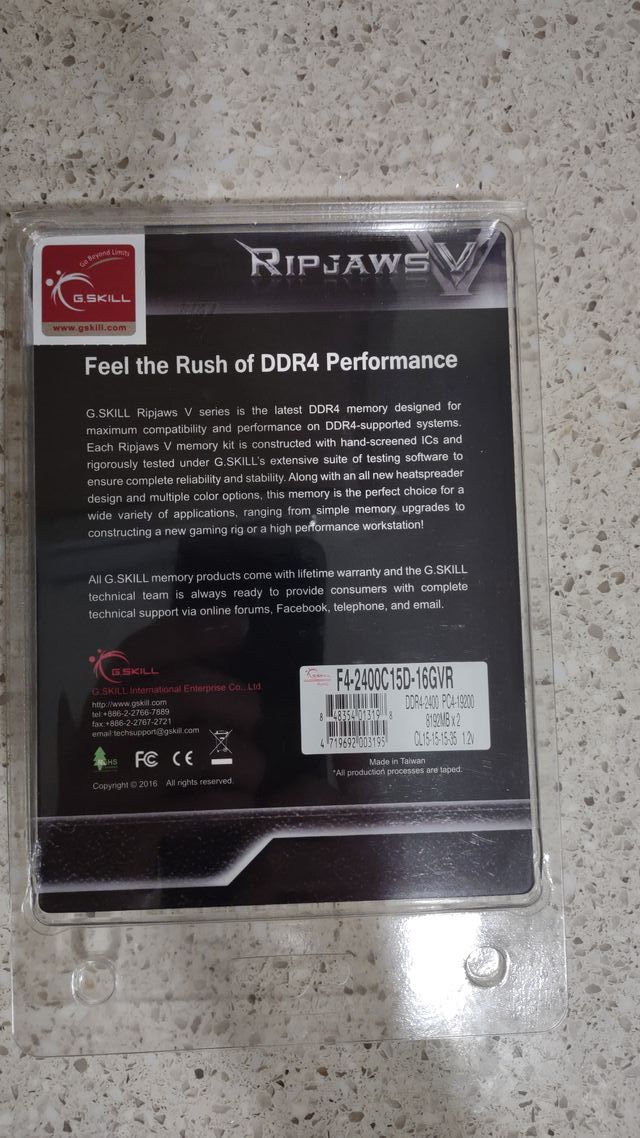 Go Beyond Limits
G.SKILL
www.gskill.com
RIPJAWS V
Feel the Rush of DDR4 Performance
G.SKILL Ripjaws V series is the latest DDR4 memory designed for
maximum compatibility and performance on DDR4-supported systems.
Each Ripjaws V memory kit is constructed with hand-screened ICs and
rigorously tested under G.SKILL's extensive suite of testing software to
ensure complete reliability and stability. Along with an all new heatspreader
design and multiple color options, this memory is the perfect choice for a
wide variety of applications, ranging from simple memory upgrades to
constructing a new gaming rig or a high performance workstation!
All G.SKILL memory products come with lifetime warranty and the G.SKILL
technical team is always ready to provide consumers with complete
technical support via online forums, Facebook, telephone, and email.
G.SKILL
G.SKILL International Enterprise Co., Ltd
http://www.gskill.com
tel:+886-2-2766-7889
fax:+886-2-2767-2721
email:techsupport@gskill.com
RoHS
FC CE
Copyright © 2016 All rights reserved.
F4-2400C15D-16GVR
DDR4-2400 PC4-19200
8 48354 01319 8
8192MB x 2
4 719692 003195
CL15-15-15-35 1.2v
Made in Taiwan
*All production processes are taped.